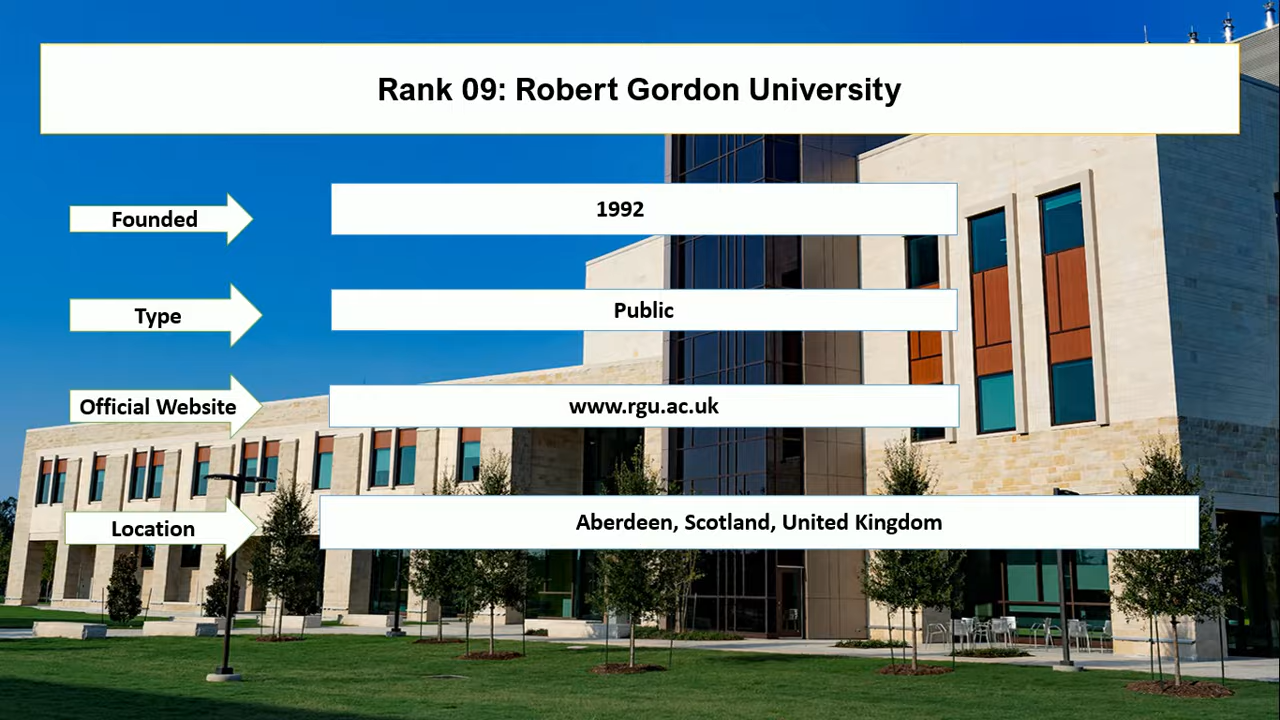 Rank 09: Robert Gordon University
Founded
1992
Type
Public
Official Website
www.rgu.ac.uk
Location
Aberdeen, Scotland, United Kingdom